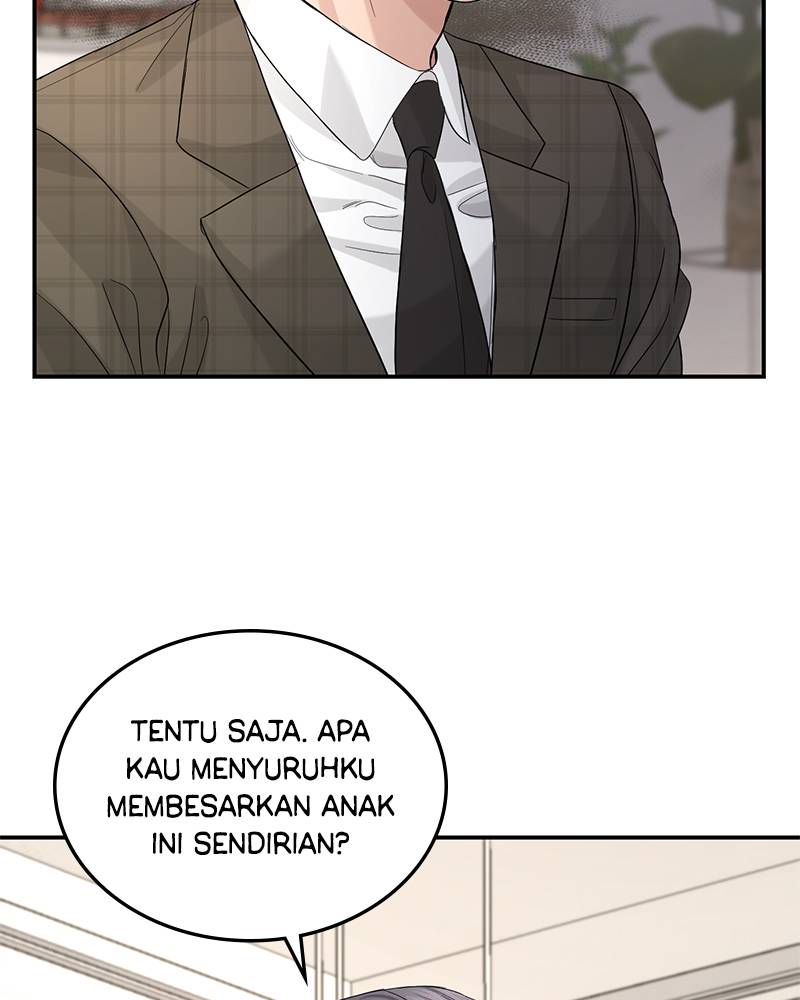 TENTU SAJA. APA
KAU MENYURUHKU
MEMBESARKAN ANAK
INI SENDIRIAN?